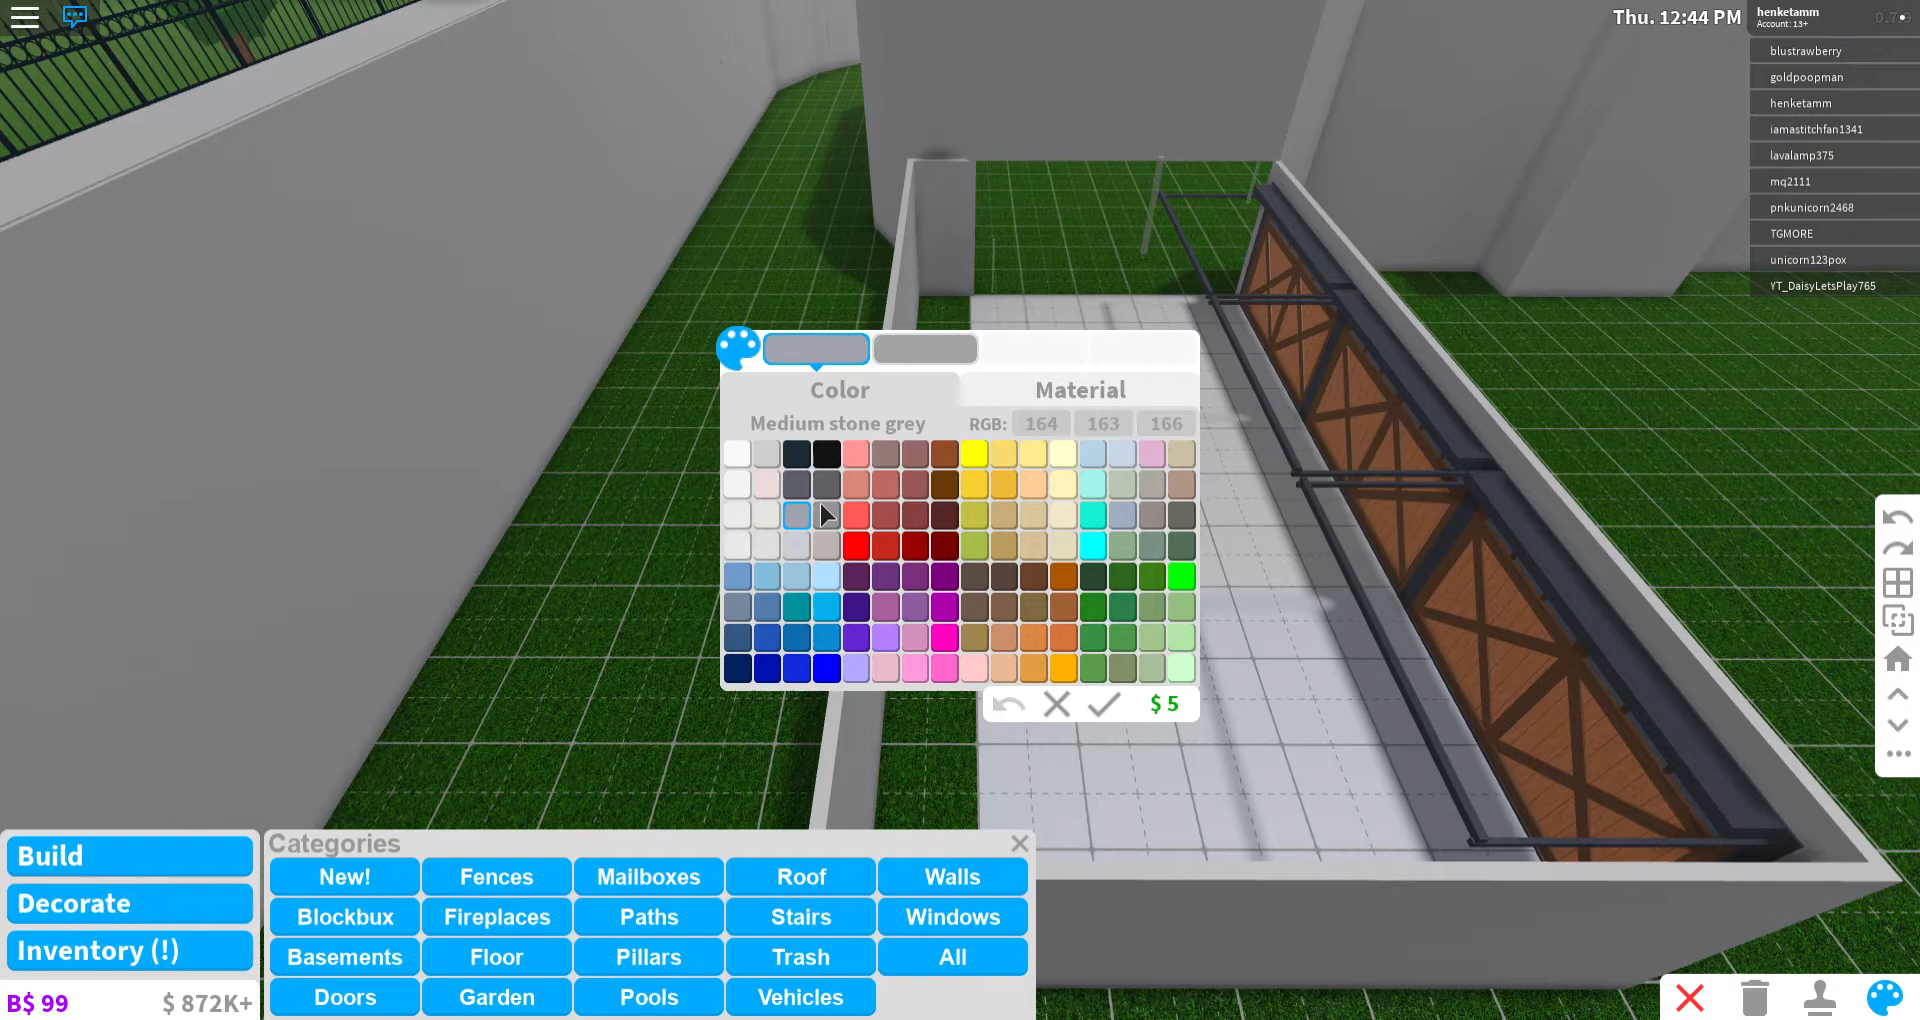 Thu. 12:44 PM
henketamm
Account: 13+
blustrawberry
goldpoopman
henketamm
iamastitchfan1341
lavalamp375
mq2111
pnkunicorn2468
TGMORE
unicorn123pox
YT_DaisyLetsPlay765
Color
Material
Medium stone grey
RGB: 164 163 166
$ 5
Build
Decorate
Inventory (!)
B$ 99
$ 872K+
Categories
New!
Fences
Mailboxes
Roof
Walls
Blockbux
Fireplaces
Paths
Stairs
Windows
Basements
Floor
Pillars
Trash
All
Doors
Garden
Pools
Vehicles